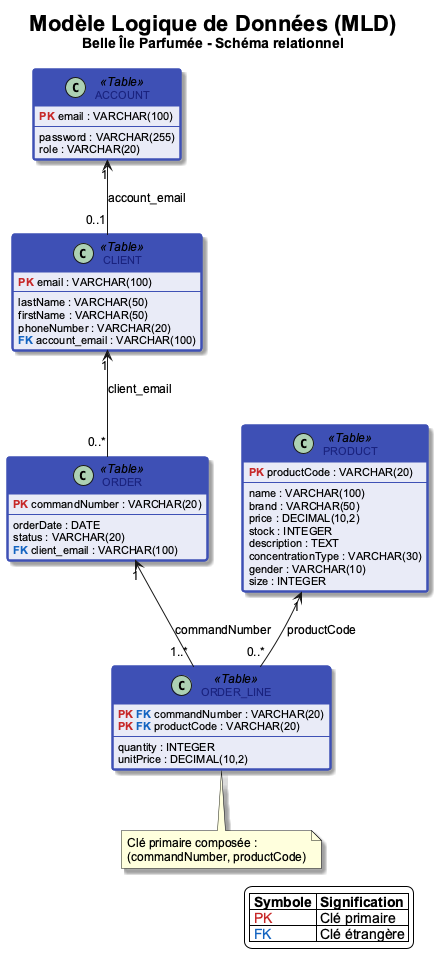 Modèle Logique de Données (MLD)
Belle Île Parfumée - Schéma relationnel
C «Table»
ACCOUNT
PK email : VARCHAR(100)
password : VARCHAR(255)
role : VARCHAR(20)
1
account_email
0..1
C «Table»
CLIENT
PK email : VARCHAR(100)
lastName : VARCHAR(50)
firstName : VARCHAR(50)
phoneNumber : VARCHAR(20)
FK account_email : VARCHAR(100)
1
client_email
0..*
C «Table»
ORDER
PK commandNumber : VARCHAR(20)
orderDate : DATE
status : VARCHAR(20)
FK client_email : VARCHAR(100)
1
C «Table»
PRODUCT
PK productCode : VARCHAR(20)
name : VARCHAR(100)
brand : VARCHAR(50)
price : DECIMAL(10,2)
stock : INTEGER
description : TEXT
concentrationType : VARCHAR(30)
gender : VARCHAR(10)
size : INTEGER
1
commandNumber
productCode
1..*
0..*
C «Table»
ORDER_LINE
PK FK commandNumber : VARCHAR(20)
PK FK productCode : VARCHAR(20)
quantity : INTEGER
unitPrice : DECIMAL(10,2)
Clé primaire composée :
(commandNumber, productCode)
Symbole Signification
PK Clé primaire
FK Clé étrangère